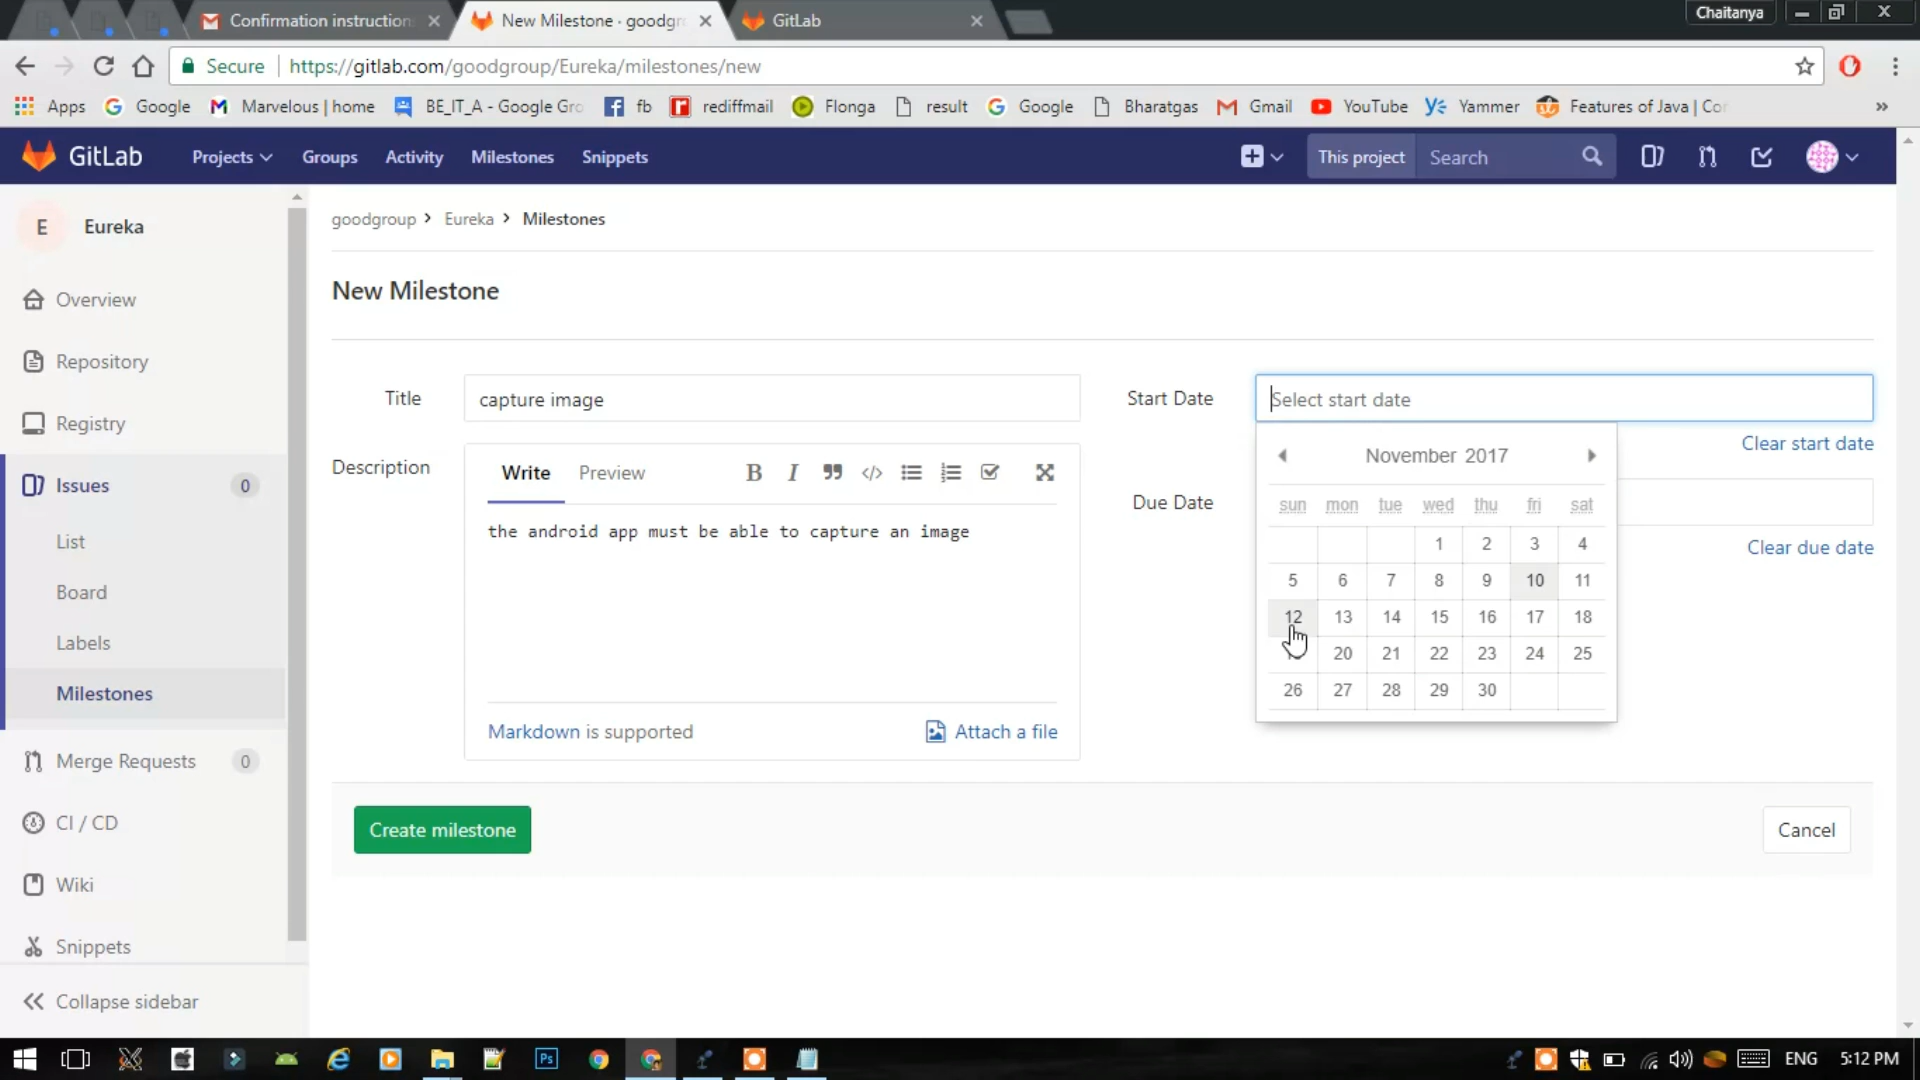 Confirmation instruction
New Milestone · goodgr
GitLab
Chaitanya
Secure
https://gitlab.com/goodgroup/Eureka/milestones/new
Apps
Google
Marvelous | home
BE_IT_A - Google Gro
fb
rediffmail
Flonga
result
Google
Bharatgas
Gmail
YouTube
Yammer
Features of Java | Co
»
GitLab
Projects
Groups
Activity
Milestones
Snippets
This project
Search
E
Eureka
Overview
Repository
Registry
Issues
0
List
Board
Labels
Milestones
Merge Requests
0
CI / CD
Wiki
Snippets
Collapse sidebar
goodgroup > Eureka > Milestones
New Milestone
Title
capture image
Description
Write
Preview
B
I
the android app must be able to capture an image
Markdown is supported
Attach a file
Start Date
Select start date
Clear start date
Due Date
Clear due date
November 2017
sun mon tue wed thu fri sat
1 2 3 4
5 6 7 8 9 10 11
12 13 14 15 16 17 18
20 21 22 23 24 25
26 27 28 29 30
Create milestone
Cancel
Ps
ENG
5:12 PM